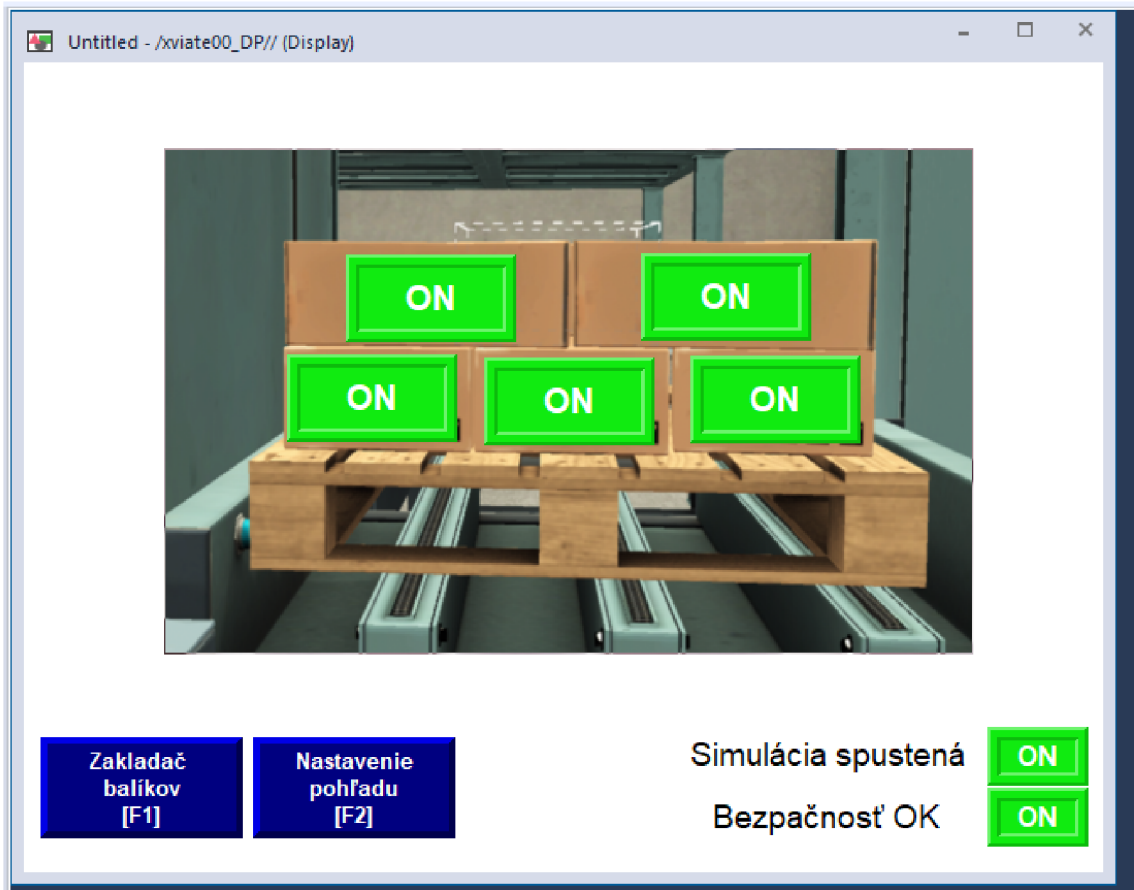 Untitled - /xviate00_DP// (Display)
ON ON
ON ON ON
Zakladač
balíkov
[F1]
Nastavenie
pohľadu
[F2]
Simulácia spustená ON
Bezpačnosť OK ON